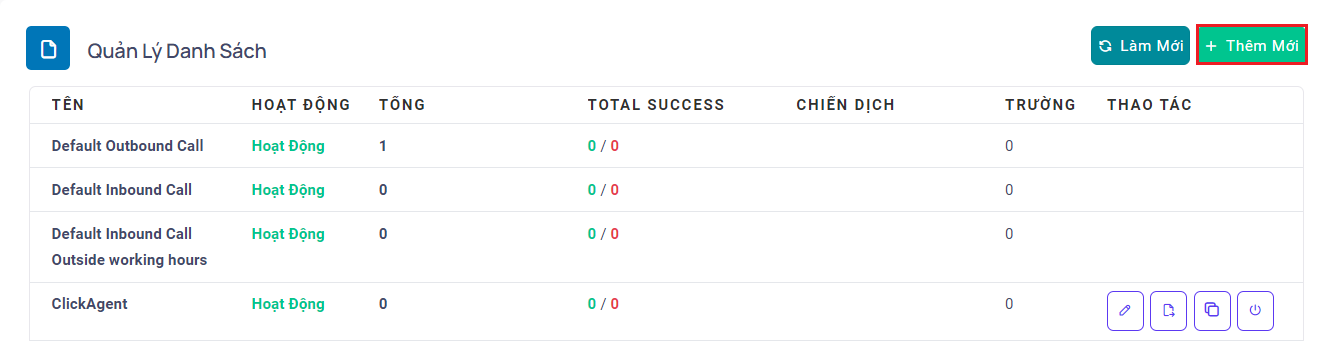 Quản Lý Danh Sách
Làm Mới
+ Thêm Mới
TÊN HOẠT ĐỘNG TỔNG TOTAL SUCCESS CHIẾN DỊCH TRƯỜNG THAO TÁC
Default Outbound Call Hoạt Động 1 0 / 0 0
Default Inbound Call Hoạt Động 0 0 / 0 0
Default Inbound Call Hoạt Động 0 0 / 0 0
Outside working hours
ClickAgent Hoạt Động 0 0 / 0 0